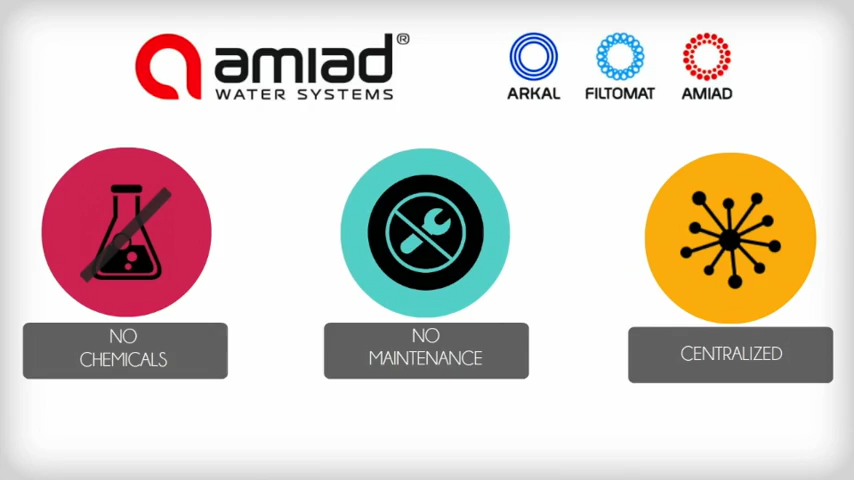 amiad®
WATER SYSTEMS
ARKAL FILTOMAT AMIAD
NO
CHEMICALS
NO
MAINTENANCE
CENTRALIZED